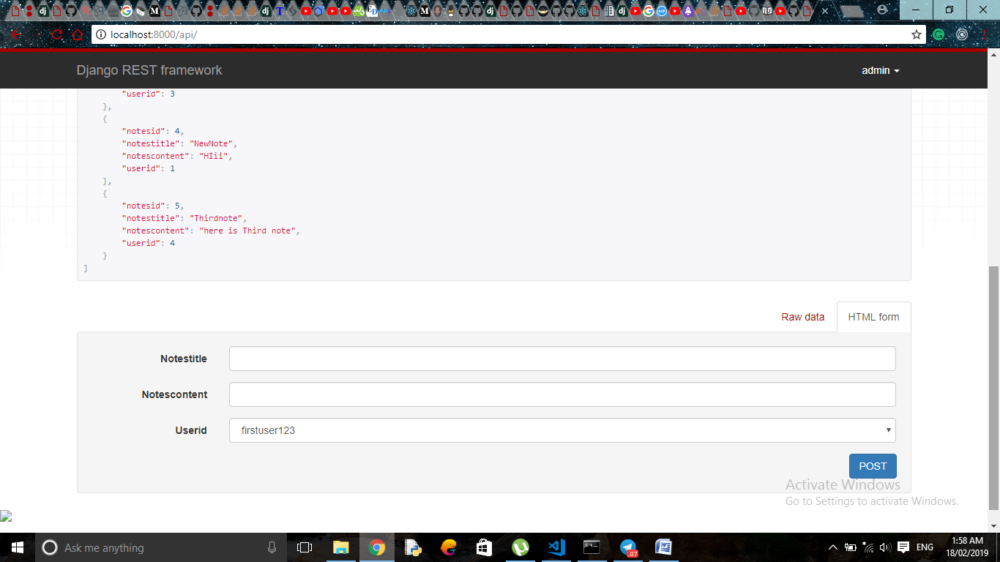 localhost:8000/api/
Django REST framework
admin
"userid": 3
},
{
"notesid": 4,
"notestitle": "NewNote",
"notescontent": "HIii",
"userid": 1
},
{
"notesid": 5,
"notestitle": "Thirdnote",
"notescontent": "here is Third note",
"userid": 4
}
]
Raw data HTML form
Notestitle
Notescontent
Userid firstuser123
POST
Activate Windows
Go to Settings to activate Windows.
Ask me anything
ENG
1:58 AM
18/02/2019